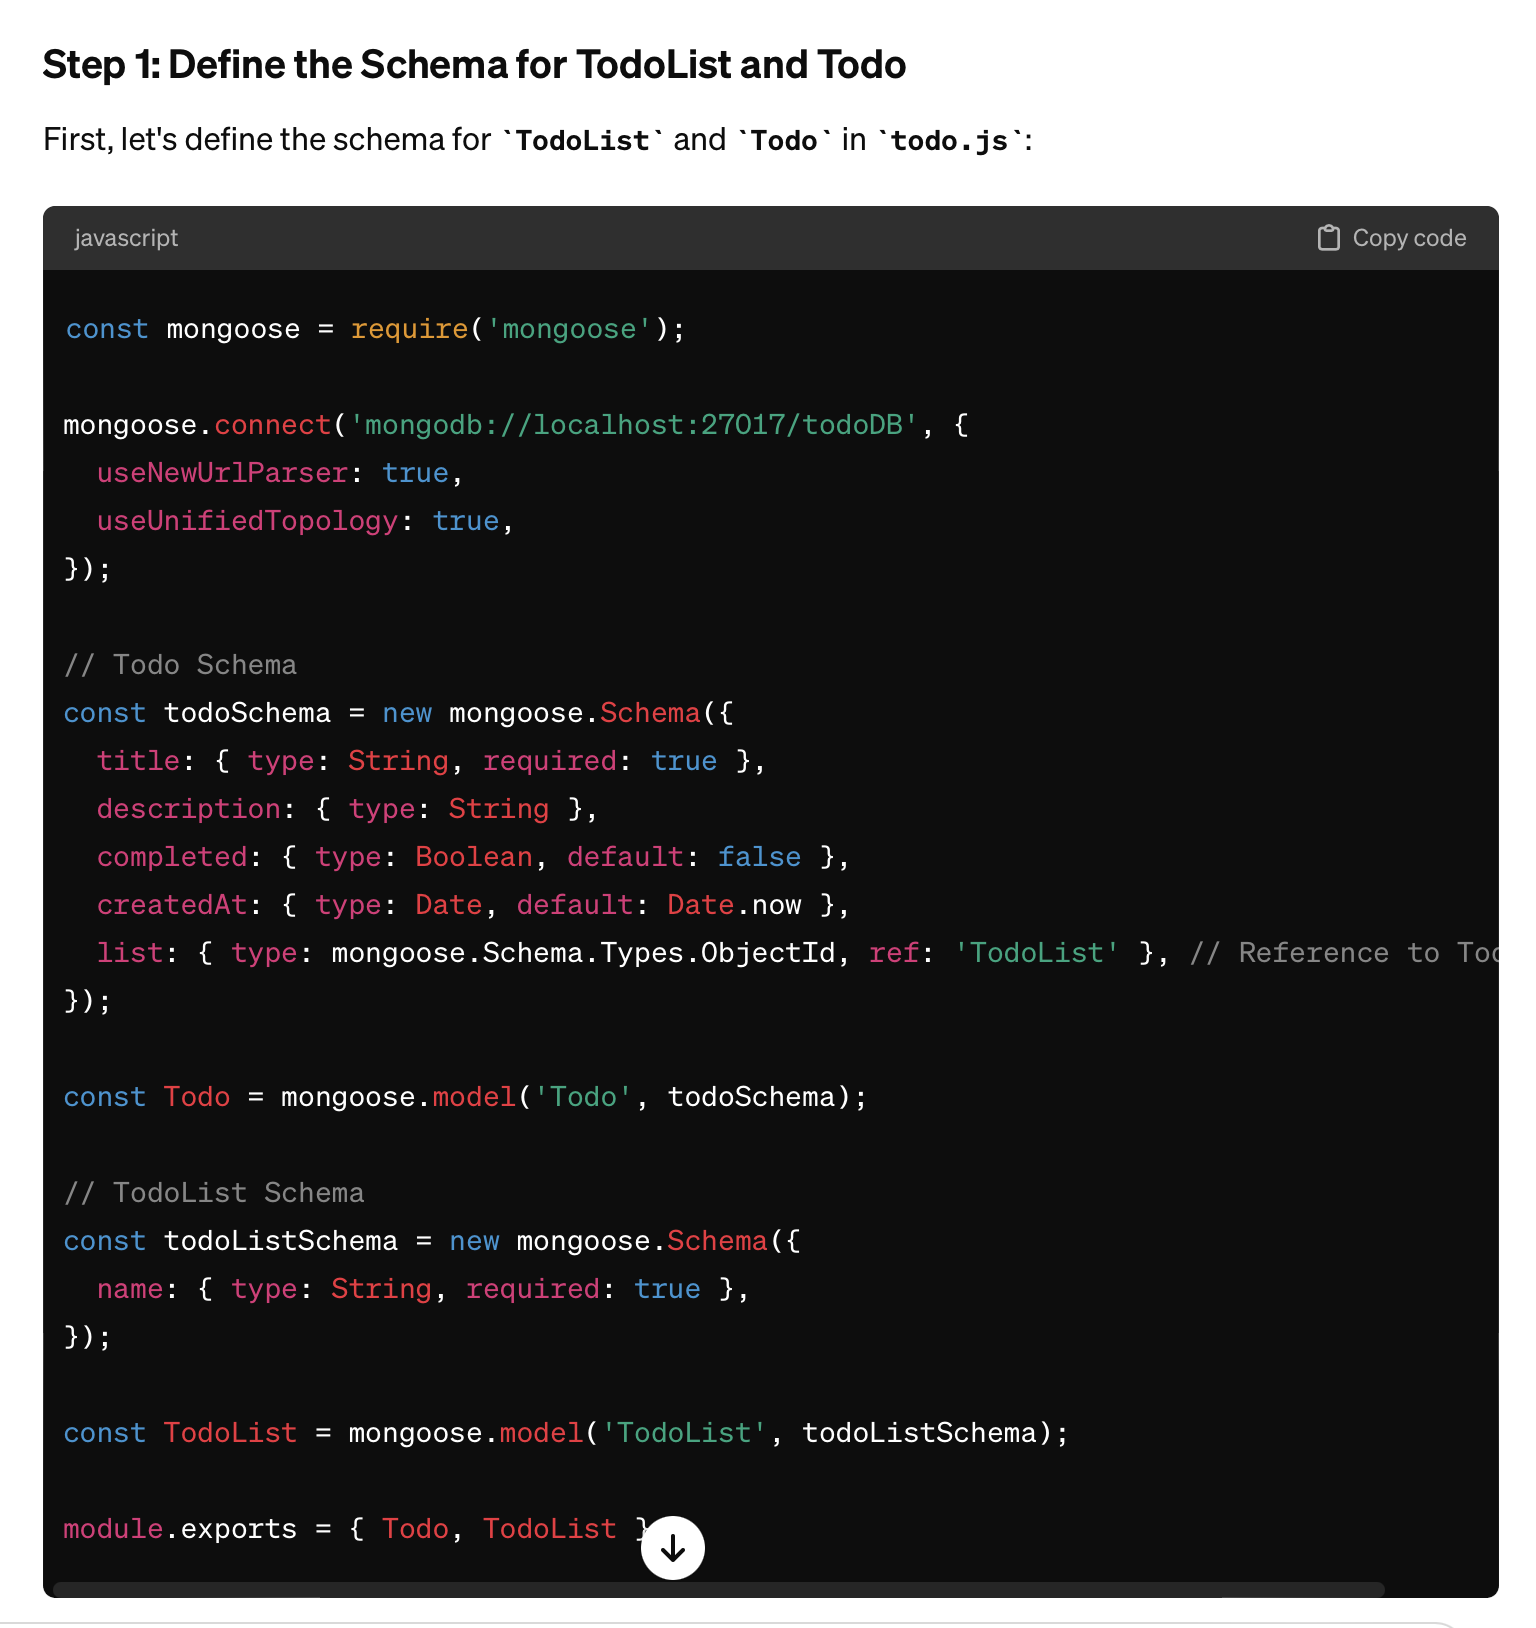 Step 1: Define the Schema for TodoList and Todo
First, let's define the schema for `TodoList` and `Todo` in `todo.js`:
javascript
Copy code
const mongoose = require('mongoose');
mongoose.connect('mongodb://localhost:27017/todoDB', {
  useNewUrlParser: true,
  useUnifiedTopology: true,
});
// Todo Schema
const todoSchema = new mongoose.Schema({
  title: { type: String, required: true },
  description: { type: String },
  completed: { type: Boolean, default: false },
  createdAt: { type: Date, default: Date.now },
  list: { type: mongoose.Schema.Types.ObjectId, ref: 'TodoList' }, // Reference to
});
const Todo = mongoose.model('Todo', todoSchema);
// TodoList Schema
const todoListSchema = new mongoose.Schema({
  name: { type: String, required: true },
});
const TodoList = mongoose.model('TodoList', todoListSchema);
module.exports = { Todo, TodoList }